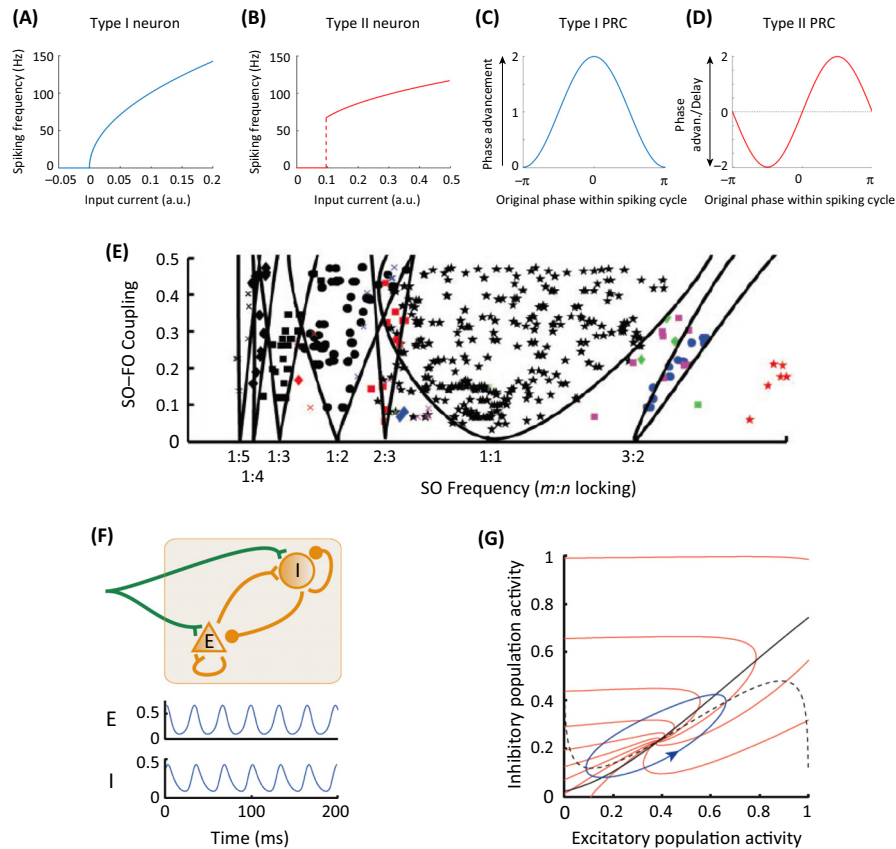 (A) Type I neuron
Spiking frequency (Hz)
150
100
50
0
−0.05 0 0.05 0.1 0.15 0.2
Input current (a.u.)
(B) Type II neuron
Spiking frequency (Hz)
150
100
50
0
0 0.1 0.2 0.3 0.4 0.5
Input current (a.u.)
(C) Type I PRC
Phase advancement
2
1
0
−π 0 π
Original phase within spiking cycle
(D) Type II PRC
Phase
advan./Delay
2
0
−2
−π 0 π
Original phase within spiking cycle
(E)
SO–FO Coupling
0.5
0.4
0.3
0.2
0.1
0
1:5 1:3 1:2 2:3 1:1 3:2
1:4
SO Frequency (m:n locking)
(F)
I
E
E 0.5
0
I 0.5
0
0 50 100 150 200
Time (ms)
(G)
Inhibitory population activity
1
0.8
0.6
0.4
0.2
0
0 0.2 0.4 0.6 0.8 1
Excitatory population activity